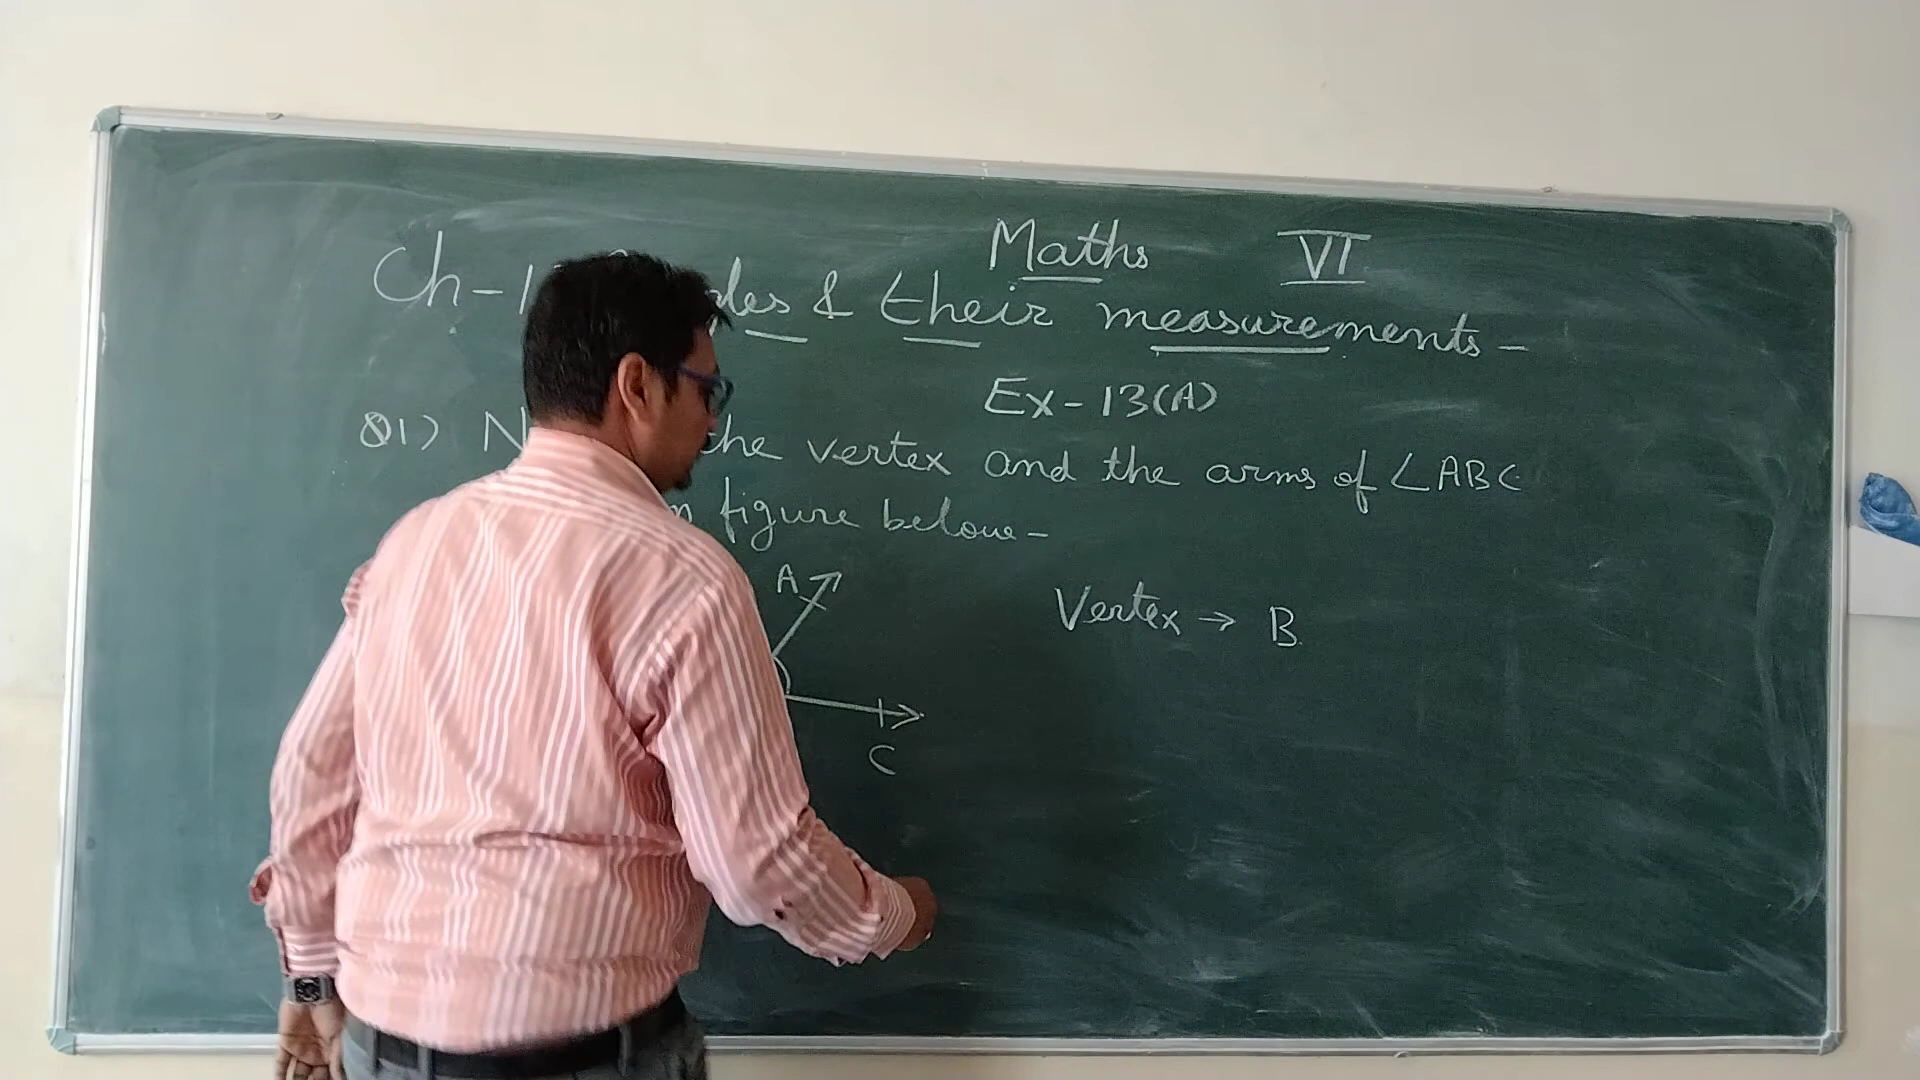 Maths VI
Ch-1 & their measurements -
Ex-13(A)
Q1) the vertex and the arms of ∠ABC
figure below-
A
Vertex → B
C